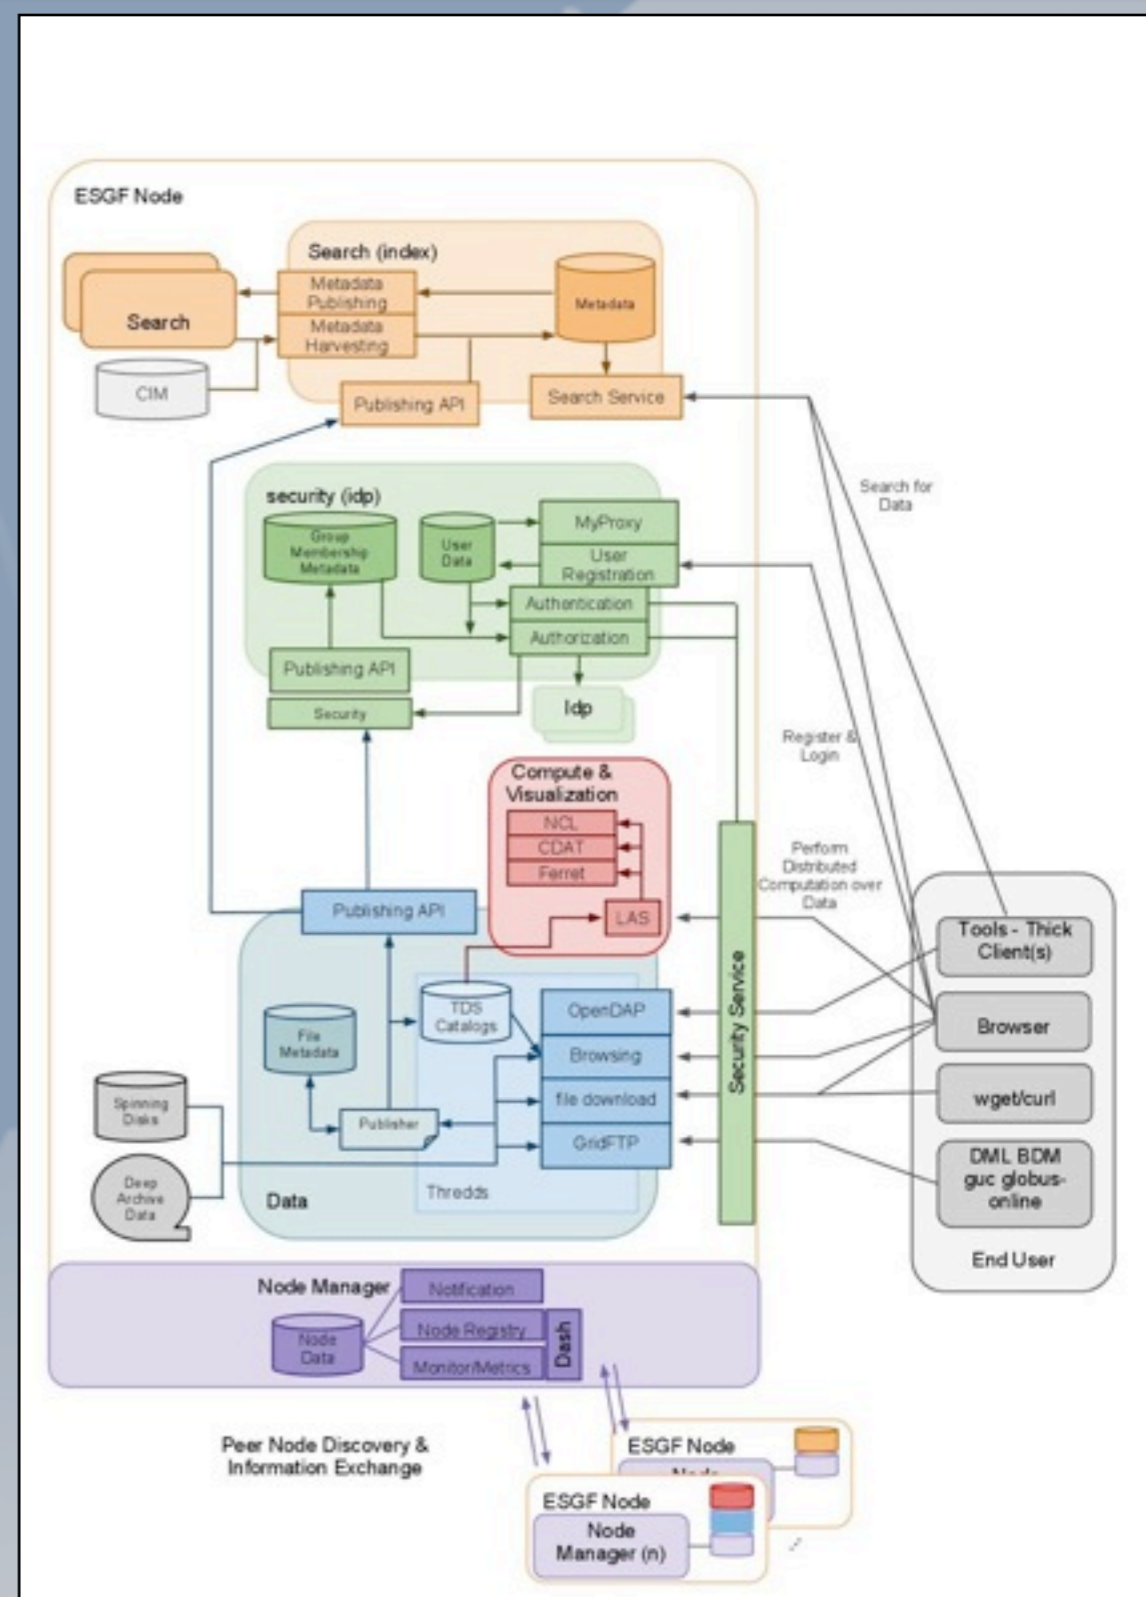 ESGF Node
Search (index)
Metadata
Publishing
Metadata
Harvesting
Metadata
Search
CIM
Publishing API
Search Service
Search for
Data
security (idp)
Group
Membership
Metadata
User
Data
MyProxy
User
Registration
Authentication
Authorization
Publishing API
Security
Idp
Register &
Login
Compute &
Visualization
NCL
CDAT
Ferret
LAS
Perform
Distributed
Computation over
Data
Publishing API
Security Service
File
Metadata
TDS
Catalogs
OpenDAP
Browsing
file download
GridFTP
Publisher
Thredds
Data
Spinning
Disks
Deep
Archive
Data
Tools - Thick
Client(s)
Browser
wget/curl
DML BDM
guc globus-
online
End User
Node Manager
Node
Data
Notification
Node Registry
Monitor/Metrics
Dash
Peer Node Discovery &
Information Exchange
ESGF Node
Node
ESGF Node
Node
Manager (n)